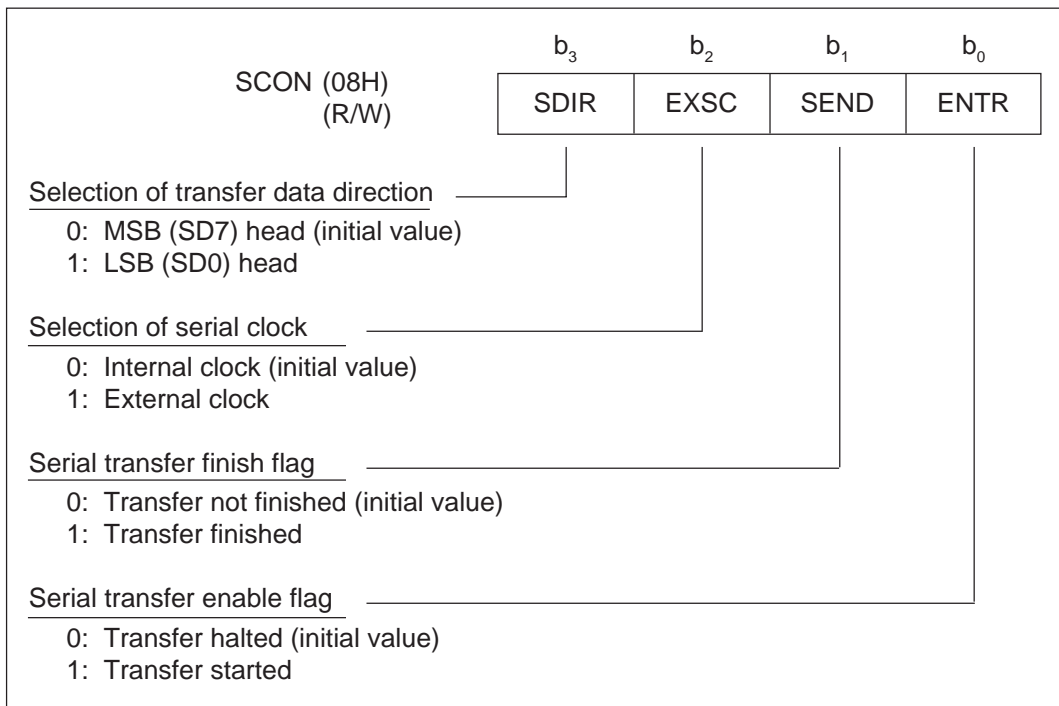 b₃ b₂ b₁ b₀
SCON (08H)
(R/W)
SDIR EXSC SEND ENTR
Selection of transfer data direction
0: MSB (SD7) head (initial value)
1: LSB (SD0) head
Selection of serial clock
0: Internal clock (initial value)
1: External clock
Serial transfer finish flag
0: Transfer not finished (initial value)
1: Transfer finished
Serial transfer enable flag
0: Transfer halted (initial value)
1: Transfer started